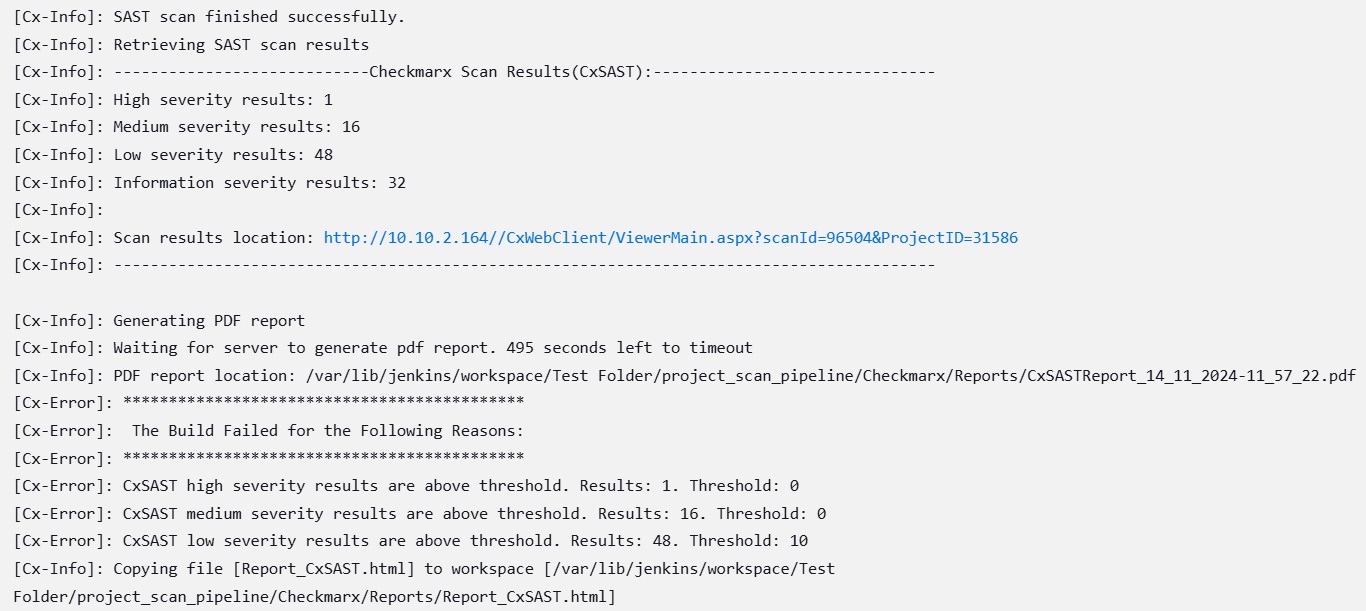 [Cx-Info]: SAST scan finished successfully.
[Cx-Info]: Retrieving SAST scan results
[Cx-Info]: ----------------------------Checkmarx Scan Results(CxSAST):-------------------------------
[Cx-Info]: High severity results: 1
[Cx-Info]: Medium severity results: 16
[Cx-Info]: Low severity results: 48
[Cx-Info]: Information severity results: 32
[Cx-Info]:
[Cx-Info]: Scan results location: http://10.10.2.164//CxWebClient/ViewerMain.aspx?scanId=96504&ProjectID=31586
[Cx-Info]: ------------------------------------------------------------------------------------------
[Cx-Info]: Generating PDF report
[Cx-Info]: Waiting for server to generate pdf report. 495 seconds left to timeout
[Cx-Info]: PDF report location: /var/lib/jenkins/workspace/Test Folder/project_scan_pipeline/Checkmarx/Reports/CxSASTReport_14_11_2024-11_57_22.pdf
[Cx-Error]: ********************************************
[Cx-Error]:  The Build Failed for the Following Reasons:
[Cx-Error]: ********************************************
[Cx-Error]: CxSAST high severity results are above threshold. Results: 1. Threshold: 0
[Cx-Error]: CxSAST medium severity results are above threshold. Results: 16. Threshold: 0
[Cx-Error]: CxSAST low severity results are above threshold. Results: 48. Threshold: 10
[Cx-Info]: Copying file [Report_CxSAST.html] to workspace [/var/lib/jenkins/workspace/Test
Folder/project_scan_pipeline/Checkmarx/Reports/Report_CxSAST.html]